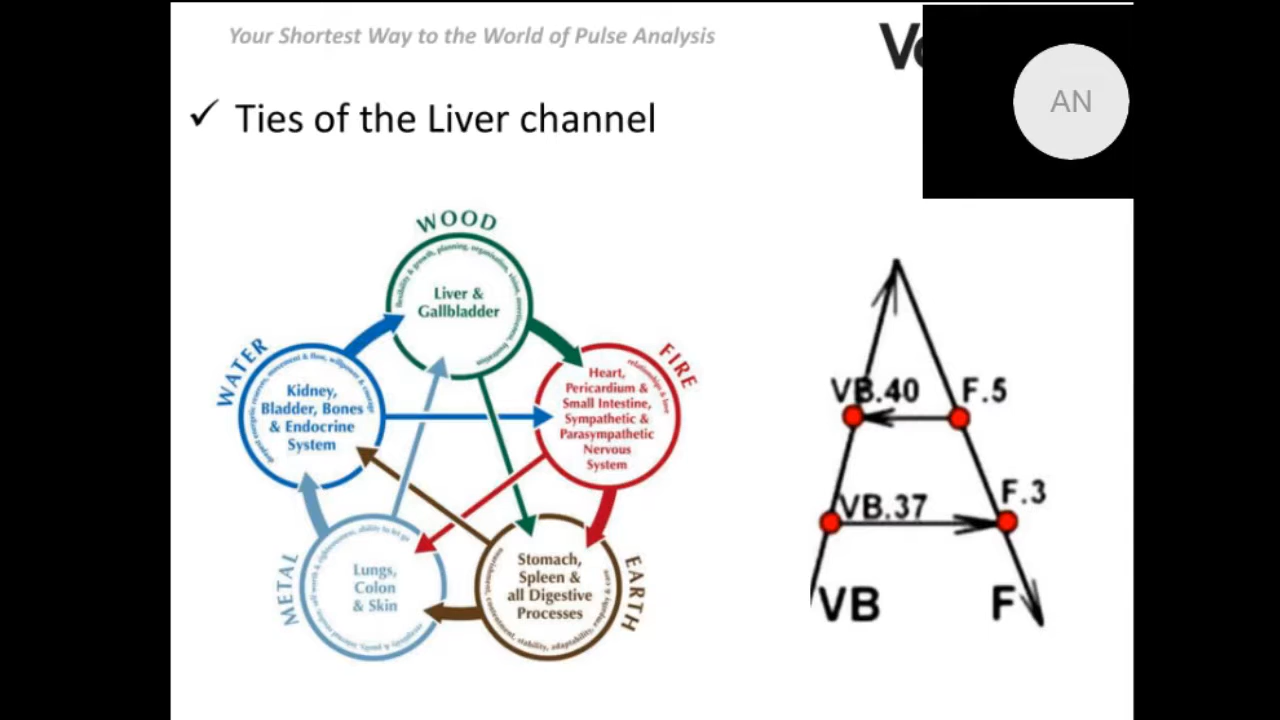 Your Shortest Way to the World of Pulse Analysis
AN
✓ Ties of the Liver channel
WOOD
Liver &
Gallbladder
WATER
Kidney,
Bladder, Bones
& Endocrine
System
FIRE
Heart,
Pericardium &
Small Intestine,
Sympathetic &
Parasympathetic
Nervous
System
relationships & love
METAL
Lungs,
Colon
& Skin
EARTH
Stomach,
Spleen &
all Digestive
Processes
VB.40
F.5
VB.37
F.3
VB
F